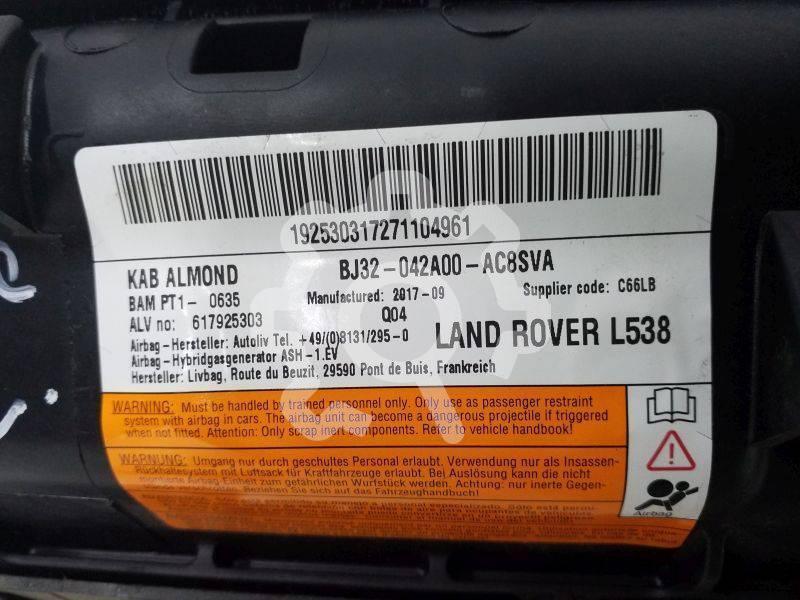 192530317271104961
KAB ALMOND
BJ32-042A00-AC8SVA
BAM PT1- 0635
Manufactured: 2017-09
Supplier code: C66LB
ALV no: 617925303
Q04
LAND ROVER L538
Airbag-Hersteller: Autoliv Tel. +49/(0)8131/295-0
Airbag-Hybridgasgenerator ASH-1.EV
Hersteller: Livbag, Route du Beuzit, 29590 Pont de Buis, Frankreich
WARNING: Must be handled by trained personnel only. Only use as passenger restraint
system with airbag in cars. The airbag unit can become a dangerous projectile if triggered
when not fitted. Attention: Only scrap inert components. Refer to vehicle handbook!
WARNUNG: Umgang nur durch geschultes Personal erlaubt. Verwendung nur als Insassen-
Rückhaltesystem mit Luftsack für Kraftfahrzeuge erlaubt. Bei Auslösung kann die nicht
montierte Airbag-Einheit zum gefährlichen Wurfstück werden. Achtung: nur inerte Gegen-
Beziehen Sie sich auf das Fahrzeughandbuch!
especializado. Sólo
Airbag